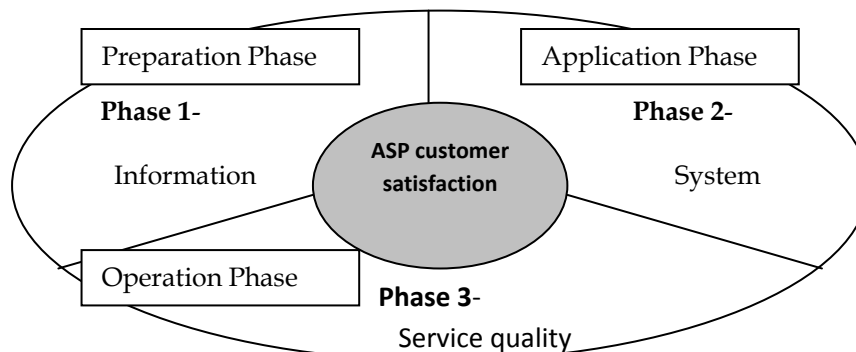 Preparation Phase
Phase 1-
Information
Application Phase
Phase 2-
System
ASP customer
satisfaction
Operation Phase
Phase 3-
Service quality